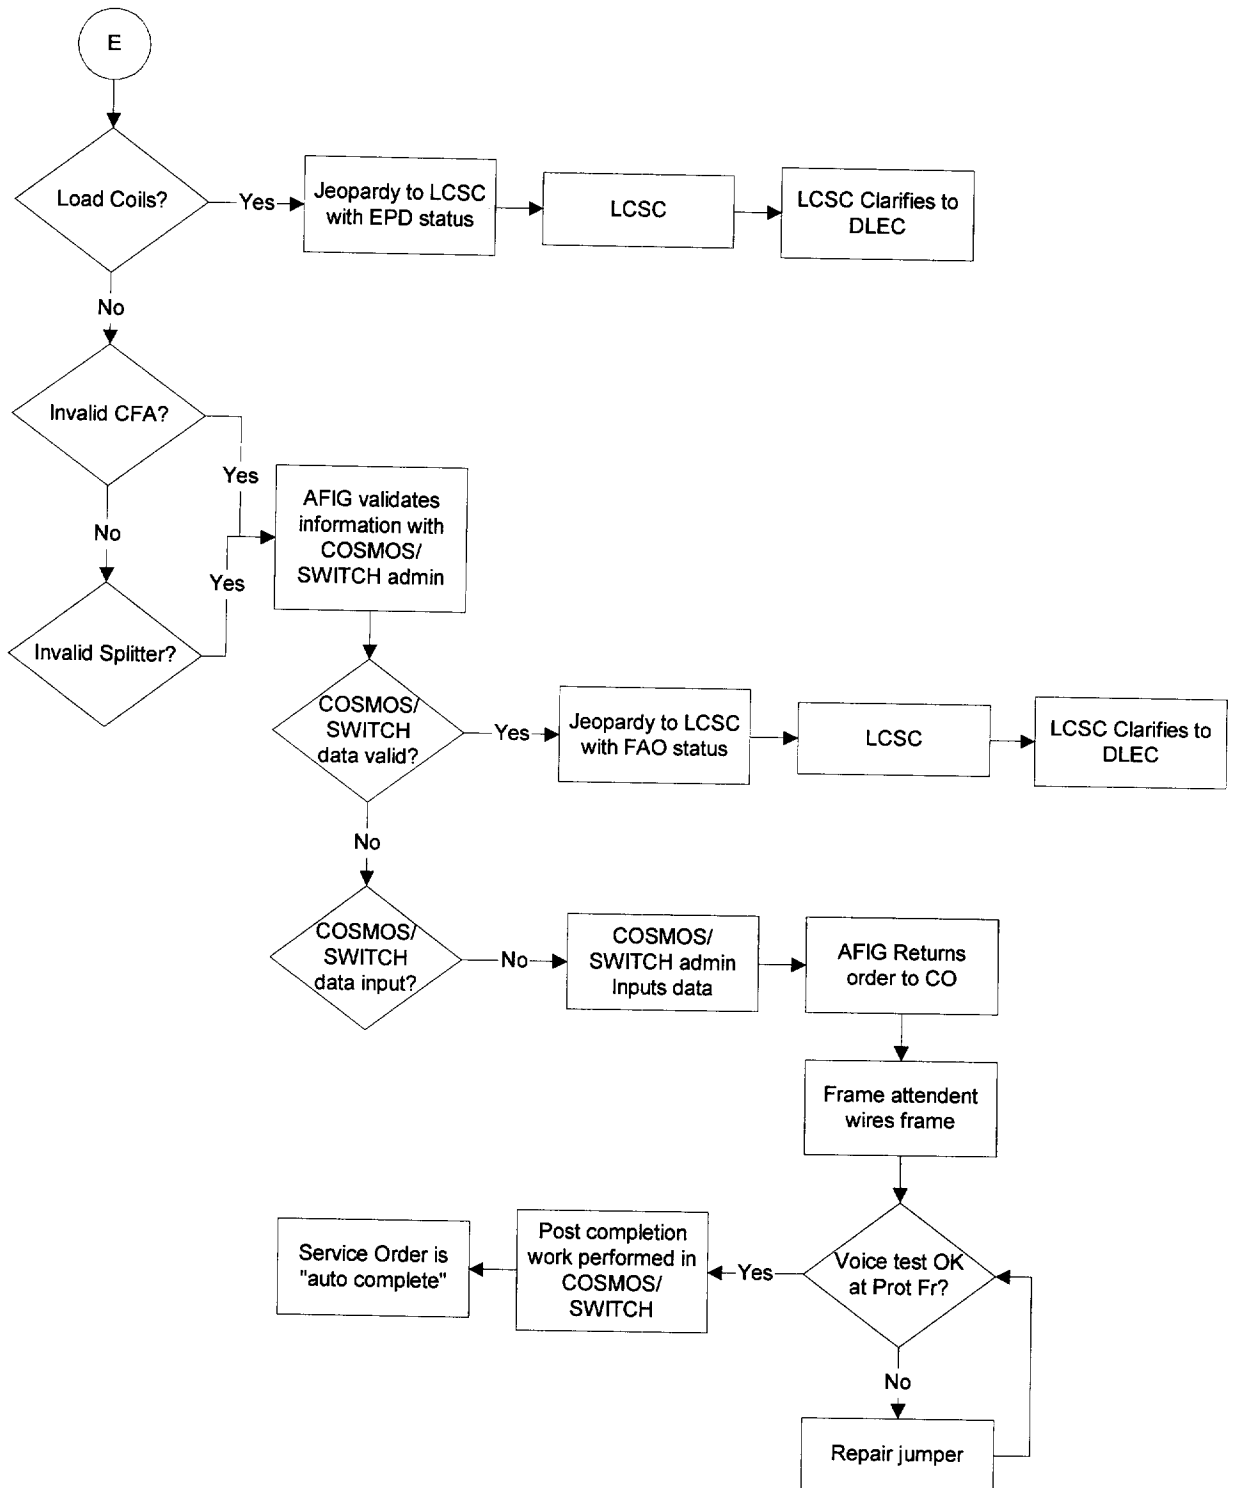 E
Load Coils?
Yes
Jeopardy to LCSC
with EPD status
LCSC
LCSC Clarifies to
DLEC
No
Invalid CFA?
Yes
No
AFIG validates
information with
COSMOS/
SWITCH admin
Yes
Invalid Splitter?
COSMOS/
SWITCH
data valid?
Yes
Jeopardy to LCSC
with FAO status
LCSC
LCSC Clarifies to
DLEC
No
COSMOS/
SWITCH
data input?
No
COSMOS/
SWITCH admin
Inputs data
AFIG Returns
order to CO
Frame attendent
wires frame
Voice test OK
at Prot Fr?
Yes
Post completion
work performed in
COSMOS/
SWITCH
Service Order is
"auto complete"
No
Repair jumper